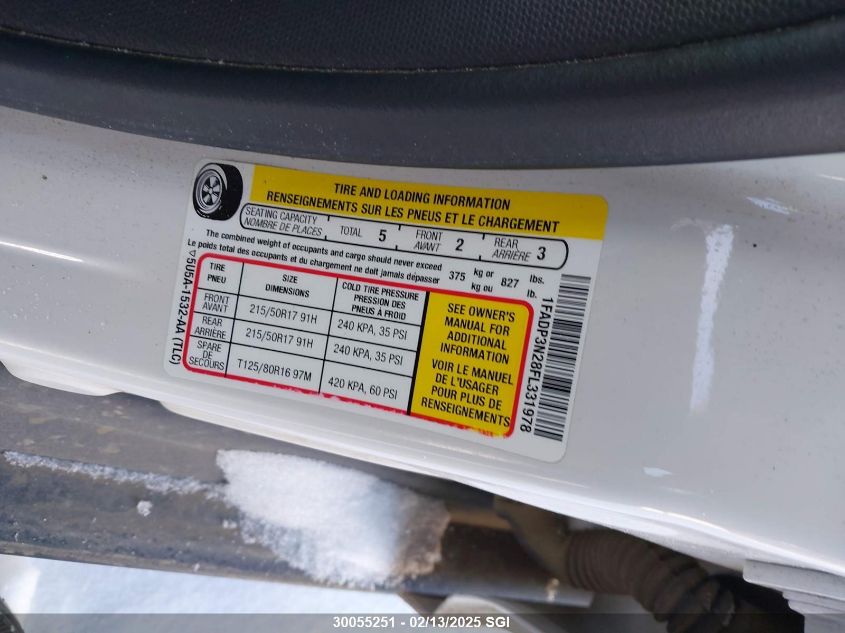 TIRE AND LOADING INFORMATION
RENSEIGNEMENTS SUR LES PNEUS ET LE CHARGEMENT
SEATING CAPACITY
NOMBRE DE PLACES
TOTAL 5
FRONT
AVANT 2
REAR
ARRIÈRE 3
The combined weight of occupants and cargo should never exceed 375 kg or 827 lbs.
Le poids total des occupants et du chargement ne doit jamais dépasser kg ou lb.
TIRE
PNEU
SIZE
DIMENSIONS
COLD TIRE PRESSURE
PRESSION DES
PNEUS À FROID
FRONT
AVANT
215/50R17 91H
240 KPA, 35 PSI
REAR
ARRIÈRE
215/50R17 91H
240 KPA, 35 PSI
SPARE
DE
SECOURS
T125/80R16 97M
420 KPA, 60 PSI
SEE OWNER'S
MANUAL FOR
ADDITIONAL
INFORMATION
VOIR LE MANUEL
DE L'USAGER
POUR PLUS DE
RENSEIGNEMENTS
▽5U5A-1532-AA (TLC)
1FADP3N28FL331978
30055251 - 02/13/2025 SGI